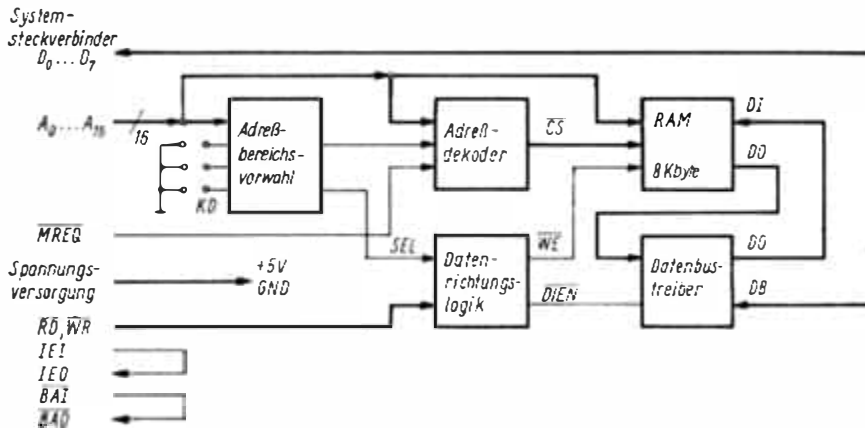 System-
steckverbinder
D0...D7
A0...A15
16
Adreß-
bereichs-
vorwahl
KD
Adreß-
dekoder
CS
RAM
8Kbyte
DI
DO
MREQ
SEL
Daten-
richtungs-
logik
WE
DIEN
Datenbus-
treiber
DO
DB
Spannungs-
versorgung
+5V
GND
RD, WR
IEI
IEO
BAI
BAO